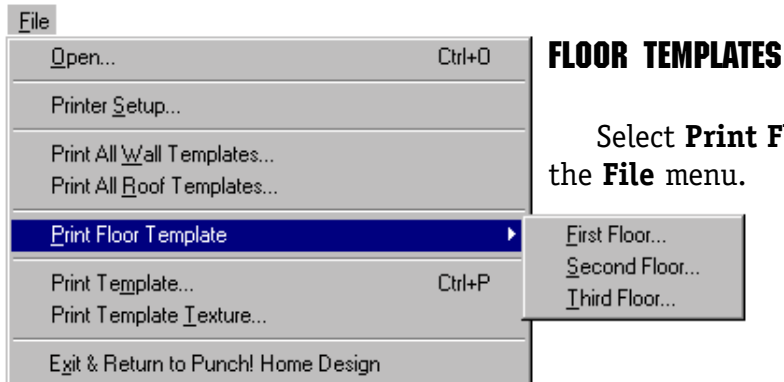 File
Open... Ctrl+O
Printer Setup...
Print All Wall Templates...
Print All Roof Templates...
Print Floor Template
First Floor...
Second Floor...
Third Floor...
Print Template... Ctrl+P
Print Template Texture...
Exit & Return to Punch! Home Design
FLOOR TEMPLATES
Select Print
the File menu.